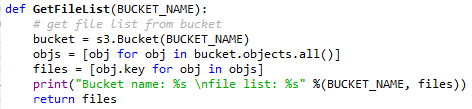 def GetFileList(BUCKET_NAME):
    # get file list from bucket
    bucket = s3.Bucket(BUCKET_NAME)
    objs = [obj for obj in bucket.objects.all()]
    files = [obj.key for obj in objs]
    print("Bucket name: %s \nfile list: %s" %(BUCKET_NAME, files))
    return files